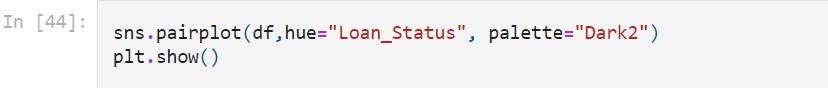 In [44]:
sns.pairplot(df,hue="Loan_Status", palette="Dark2")
plt.show()